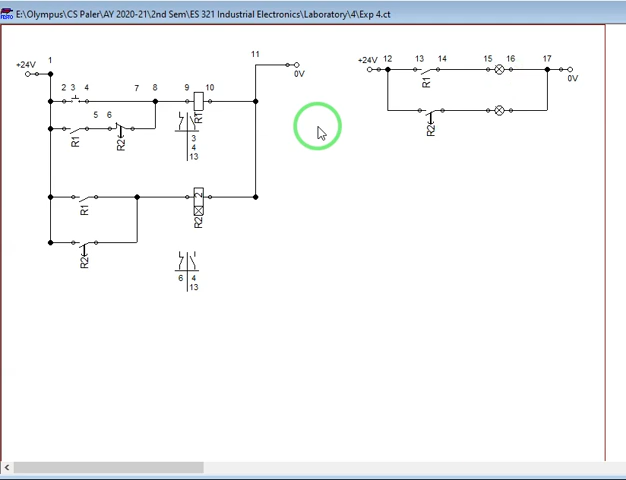 FESTO E:\Olympus\CS Paler\AY 2020-21\2nd Sem\ES 321 Industrial Electronics\Laboratory\4\Exp 4.ct
+24V 1 11 0V
2 3 4 7 8 9 10
R1
5 6
R1 R2
3
4
13
R1 2 R2
R2
6 4
13
+24V 12 13 14 15 16 17 0V
R1
R2